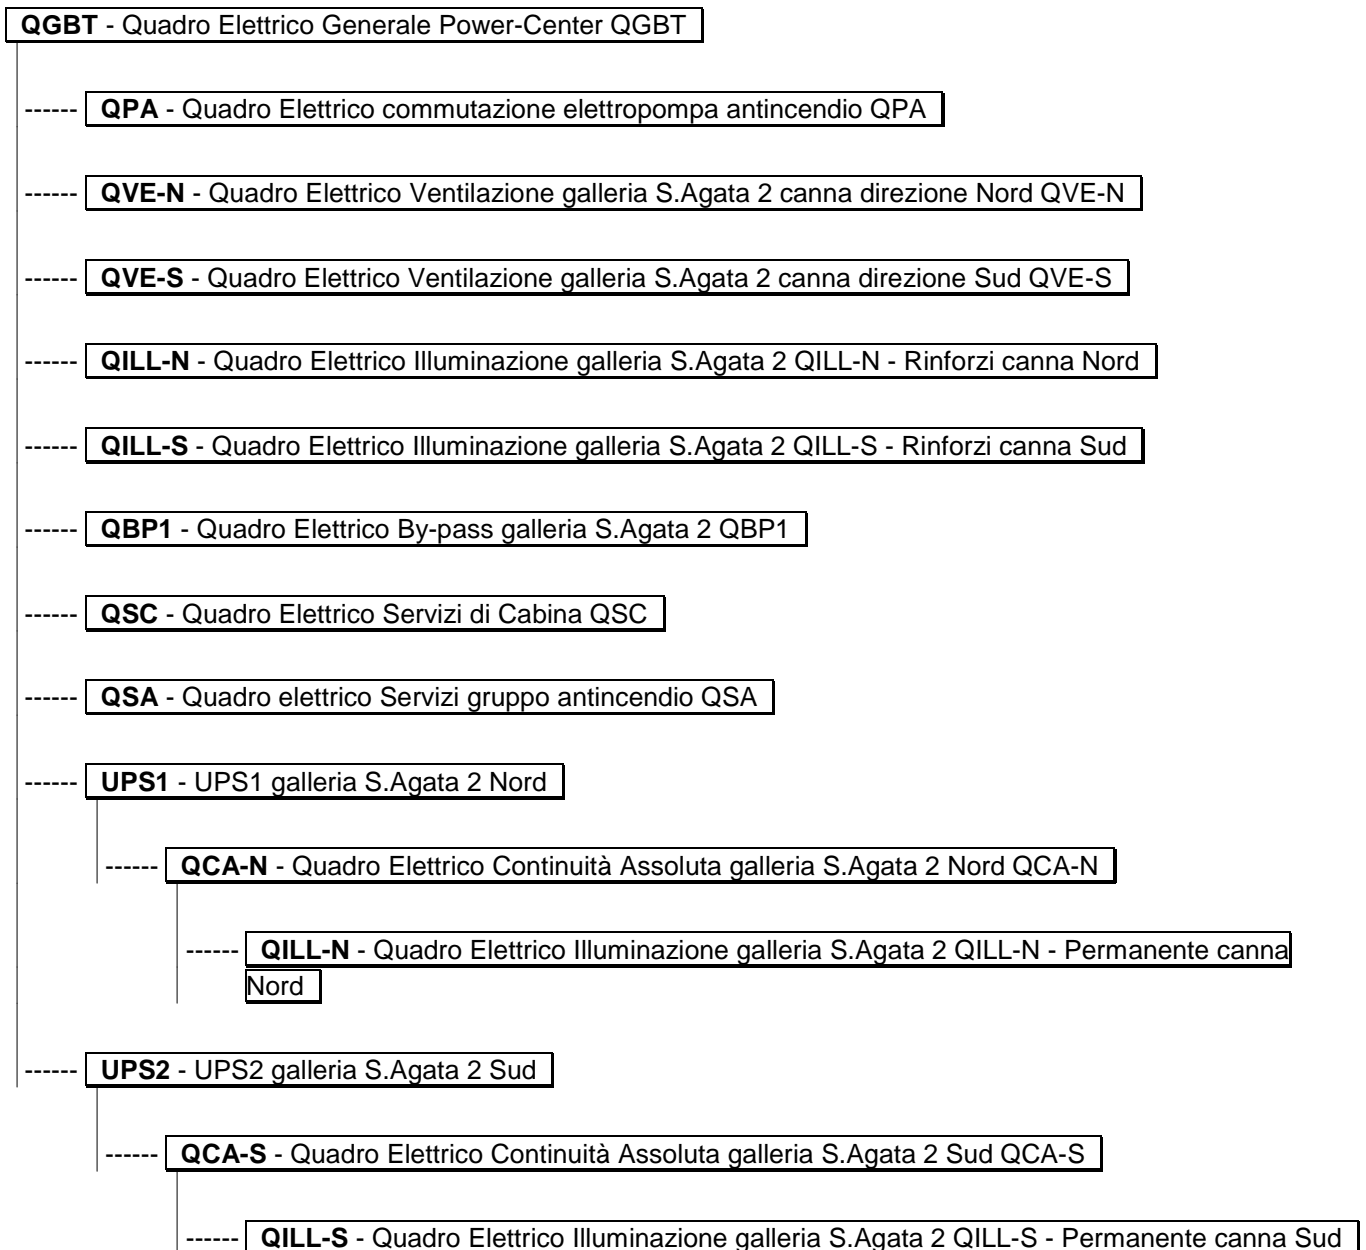 QGBT - Quadro Elettrico Generale Power-Center QGBT
------ QPA - Quadro Elettrico commutazione elettropompa antincendio QPA
------ QVE-N - Quadro Elettrico Ventilazione galleria S.Agata 2 canna direzione Nord QVE-N
------ QVE-S - Quadro Elettrico Ventilazione galleria S.Agata 2 canna direzione Sud QVE-S
------ QILL-N - Quadro Elettrico Illuminazione galleria S.Agata 2 QILL-N - Rinforzi canna Nord
------ QILL-S - Quadro Elettrico Illuminazione galleria S.Agata 2 QILL-S - Rinforzi canna Sud
------ QBP1 - Quadro Elettrico By-pass galleria S.Agata 2 QBP1
------ QSC - Quadro Elettrico Servizi di Cabina QSC
------ QSA - Quadro elettrico Servizi gruppo antincendio QSA
------ UPS1 - UPS1 galleria S.Agata 2 Nord
------ QCA-N - Quadro Elettrico Continuità Assoluta galleria S.Agata 2 Nord QCA-N
------ QILL-N - Quadro Elettrico Illuminazione galleria S.Agata 2 QILL-N - Permanente canna
Nord
------ UPS2 - UPS2 galleria S.Agata 2 Sud
------ QCA-S - Quadro Elettrico Continuità Assoluta galleria S.Agata 2 Sud QCA-S
------ QILL-S - Quadro Elettrico Illuminazione galleria S.Agata 2 QILL-S - Permanente canna Sud